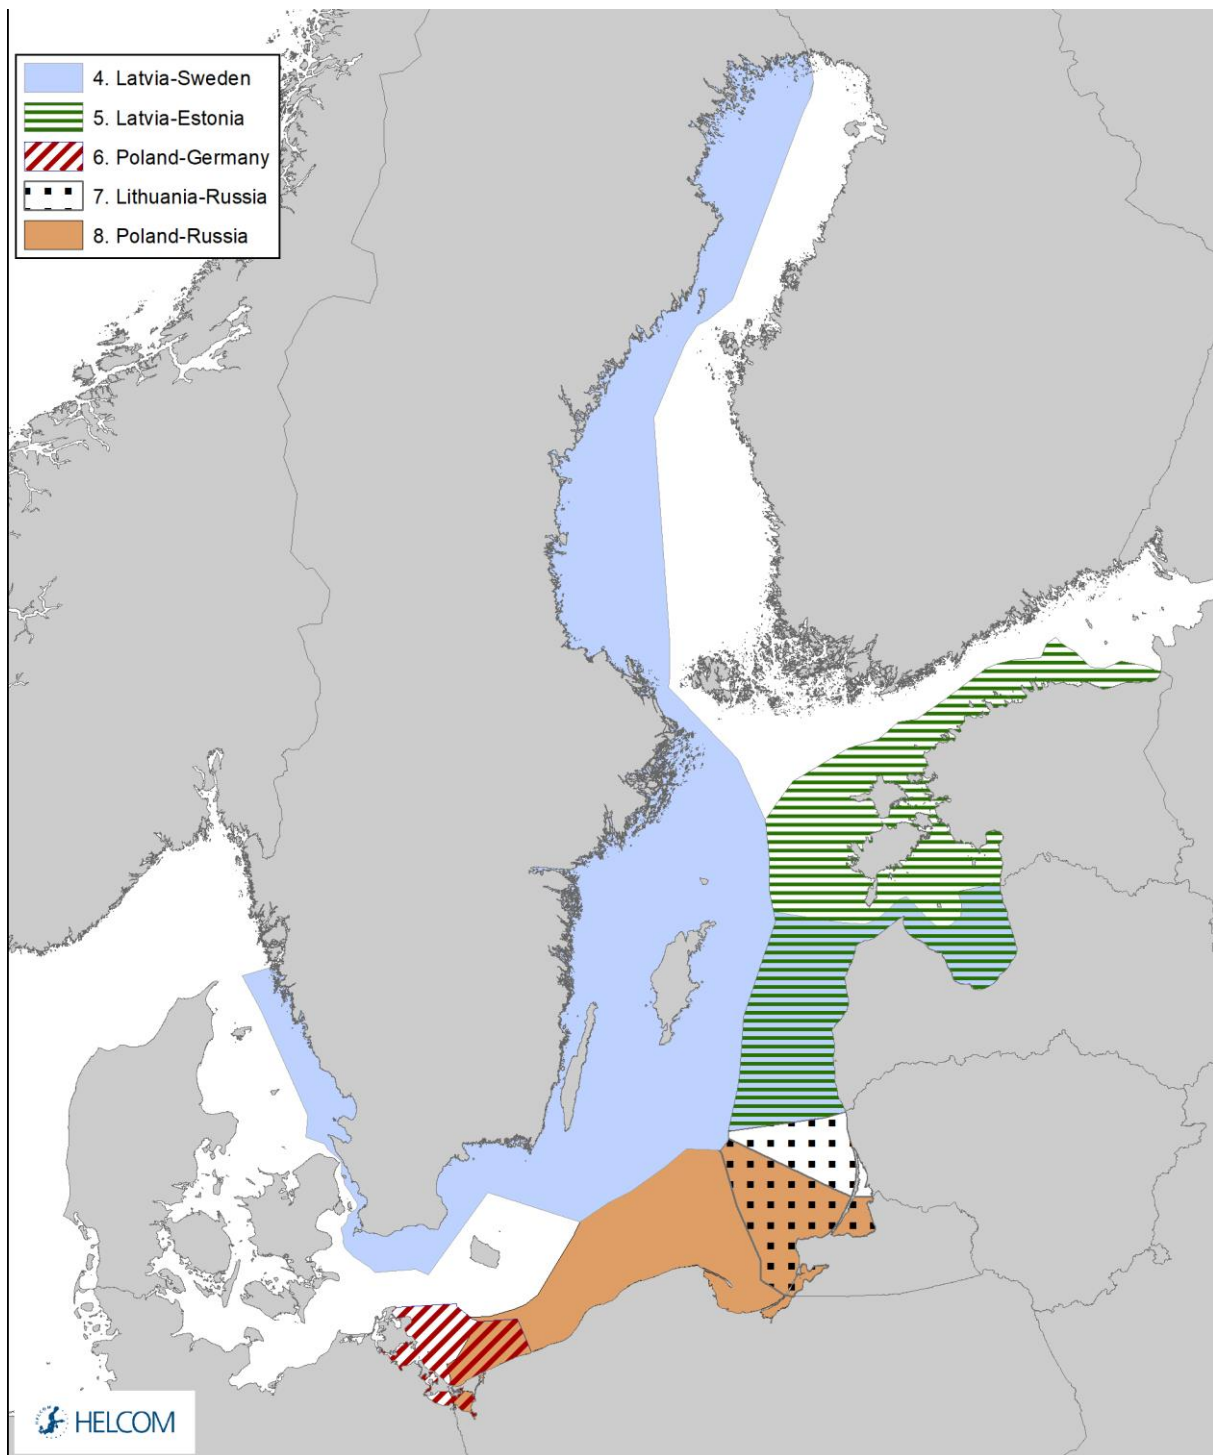 4. Latvia-Sweden
5. Latvia-Estonia
6. Poland-Germany
7. Lithuania-Russia
8. Poland-Russia
HELCOM